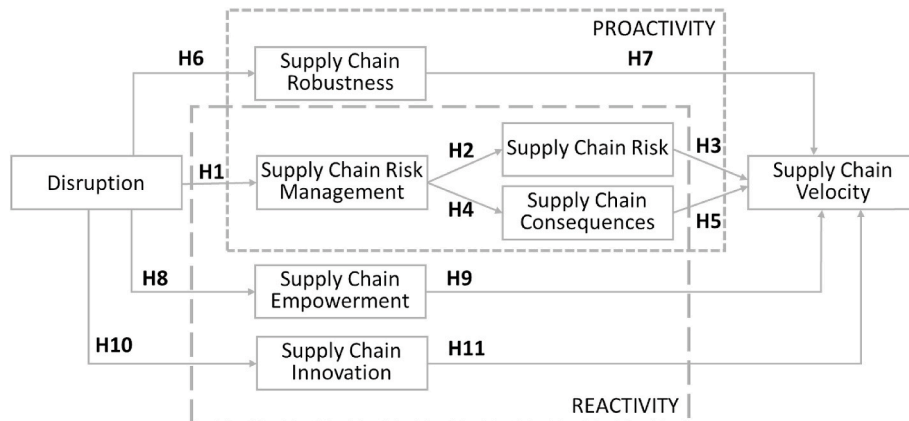 PROACTIVITY
H6
Supply Chain
Robustness
H7
Disruption
H1
Supply Chain Risk
Management
H2
Supply Chain Risk
H3
H4
Supply Chain
Consequences
H5
Supply Chain
Velocity
H8
Supply Chain
Empowerment
H9
H10
Supply Chain
Innovation
H11
REACTIVITY